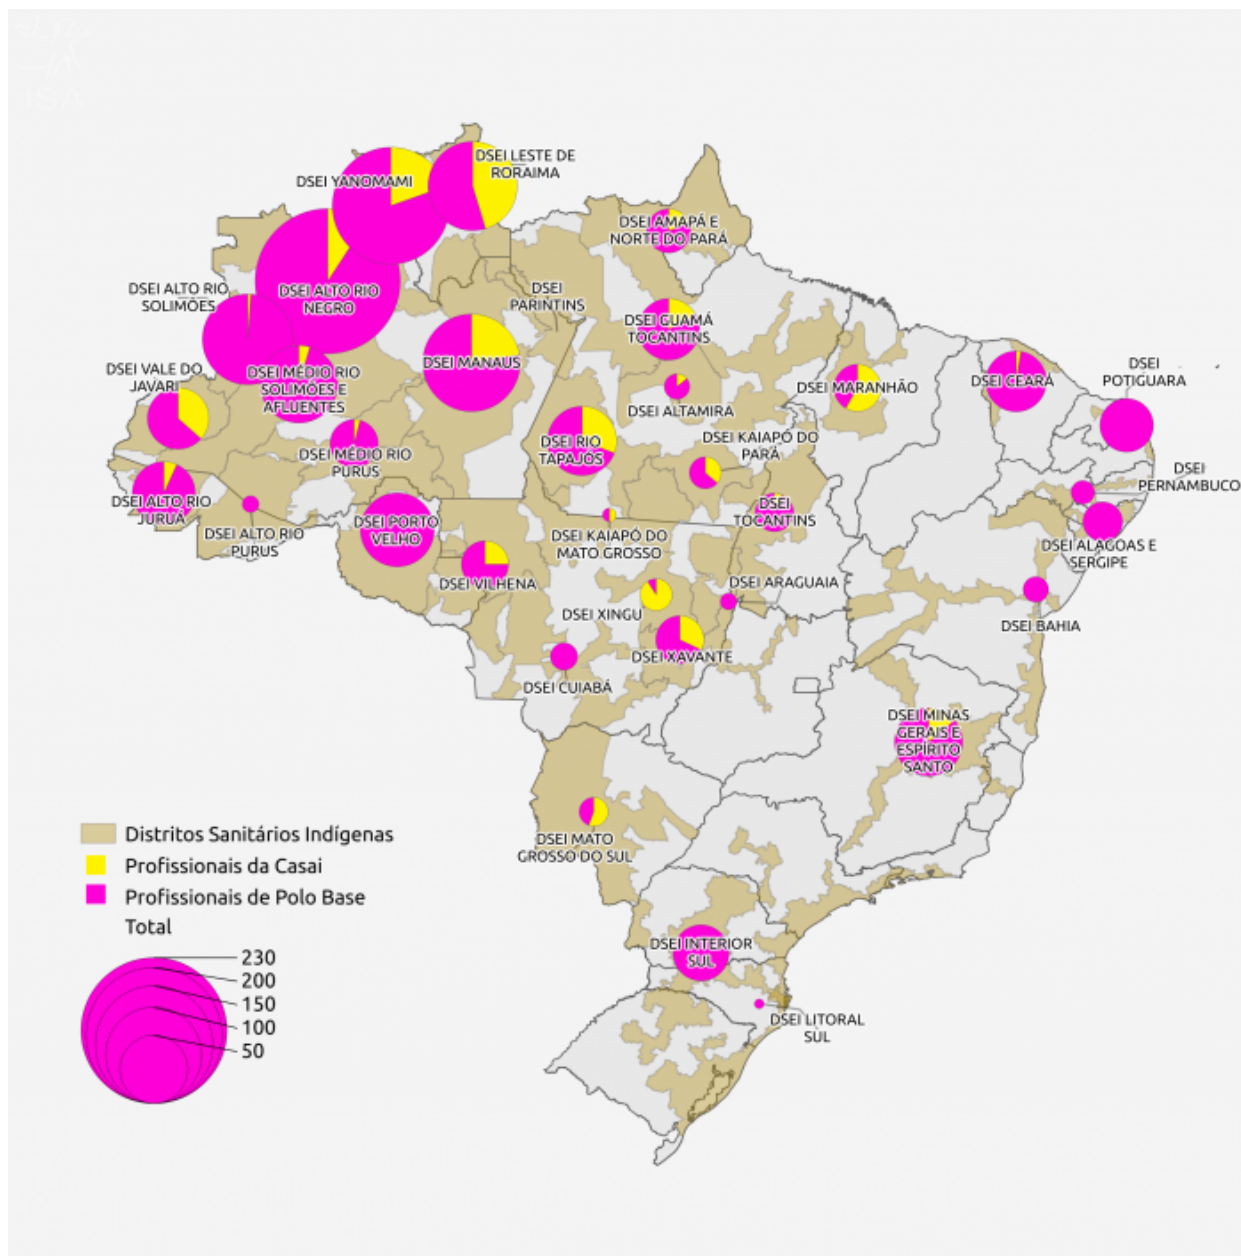 ISA
DSEI LESTE DE
RORAIMA
DSEI YANOMAMI
DSEI AMAPÁ E
NORTE DO PARÁ
DSEI ALTO RIO
SOLIMÕES
DSEI ALTO RIO
NEGRO
DSEI
PARINTINS
DSEI GUAMÁ
TOCANTINS
DSEI MANAUS
DSEI VALE DO
JAVARI
DSEI MÉDIO RIO
SOLIMÕES E
AFLUENTES
DSEI ALTAMIRA
DSEI MARANHÃO
DSEI CEARÁ
DSEI
POTIGUARA
DSEI MÉDIO RIO
PURUS
DSEI RIO
TAPAJÓS
DSEI KAIAPÓ DO
PARÁ
DSEI
PERNAMBUCO
DSEI ALTO RIO
JURUÁ
DSEI ALTO RIO
PURUS
DSEI PORTO
VELHO
DSEI KAIAPÓ DO
MATO GROSSO
DSEI
TOCANTINS
DSEI ALAGOAS E
SERGIPE
DSEI VILHENA
DSEI XINGU
DSEI ARAGUAIA
DSEI BAHIA
DSEI XAVANTE
DSEI CUIABÁ
DSEI MINAS
GERAIS E
ESPÍRITO
SANTO
DSEI MATO
GROSSO DO SUL
DSEI INTERIOR
SUL
DSEI LITORAL
SUL
Distritos Sanitários Indígenas
Profissionais da Casai
Profissionais de Polo Base
Total
230
200
150
100
50